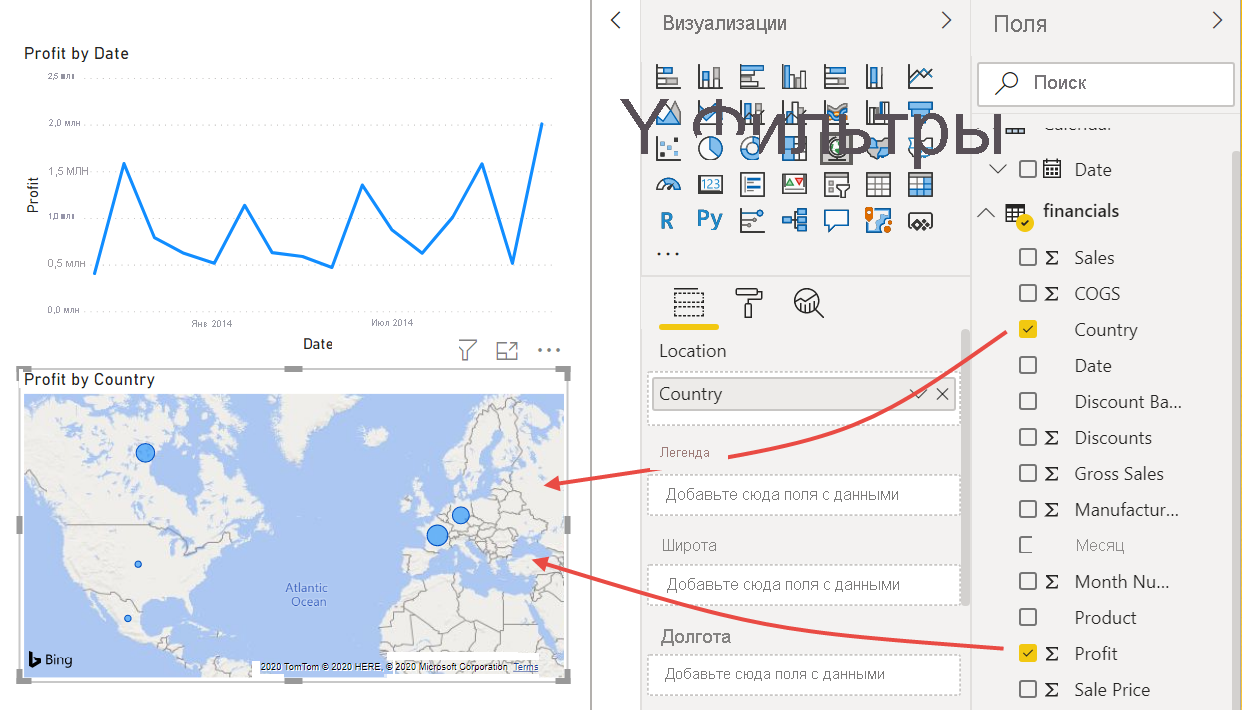 Profit by Date
2,5 млн
2,0 млн
1,5 МЛН
1,0 млн
0,5 МЛН
0,0 млн
Profit
Янв 2014
Июл 2014
Date
Profit by Country
Atlantic
Ocean
Bing
2020 TomTom © 2020 HERE, © 2020 Microsoft Corporation Terms
Визуализации
Фильтры
123
R
Py
Location
Country
Легенда
Добавьте сюда поля с данными
Широта
Добавьте сюда поля с данными
Долгота
Добавьте сюда поля с данными
Поля
Поиск
Calendar
Date
financials
Sales
COGS
Country
Date
Discount Ba...
Discounts
Gross Sales
Manufactur...
Месяц
Month Nu...
Product
Profit
Sale Price